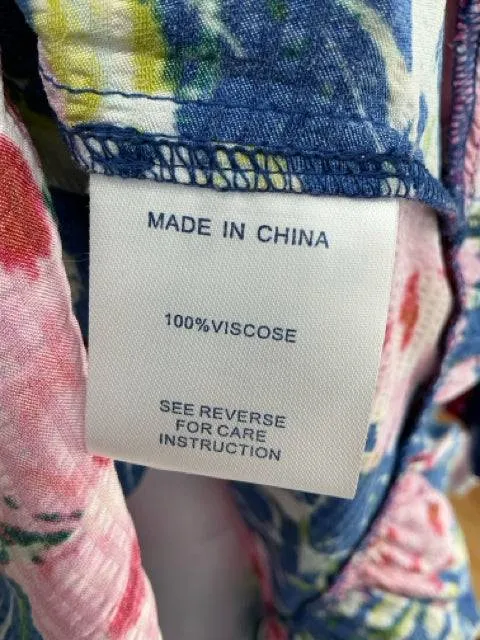 MADE IN CHINA
100%VISCOSE
SEE REVERSE
FOR CARE
INSTRUCTION